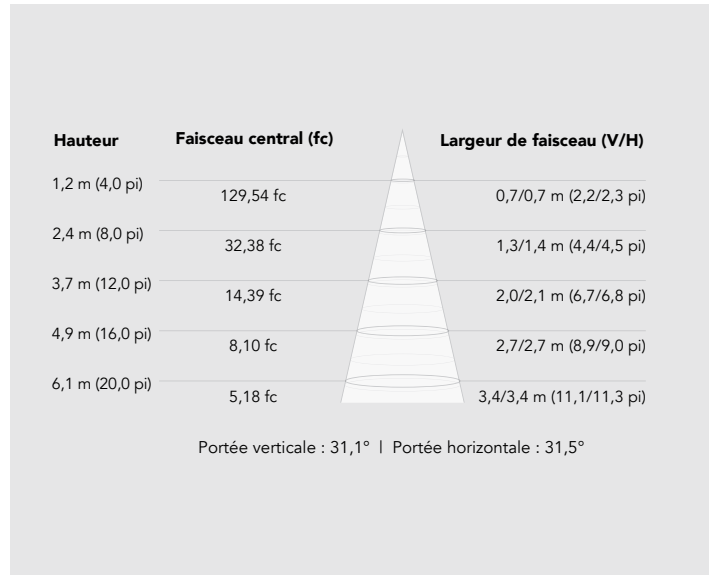 Hauteur Faisceau central (fc) Largeur de faisceau (V/H)
1,2 m (4,0 pi) 129,54 fc 0,7/0,7 m (2,2/2,3 pi)
2,4 m (8,0 pi) 32,38 fc 1,3/1,4 m (4,4/4,5 pi)
3,7 m (12,0 pi) 14,39 fc 2,0/2,1 m (6,7/6,8 pi)
4,9 m (16,0 pi) 8,10 fc 2,7/2,7 m (8,9/9,0 pi)
6,1 m (20,0 pi) 5,18 fc 3,4/3,4 m (11,1/11,3 pi)
Portée verticale : 31,1° | Portée horizontale : 31,5°